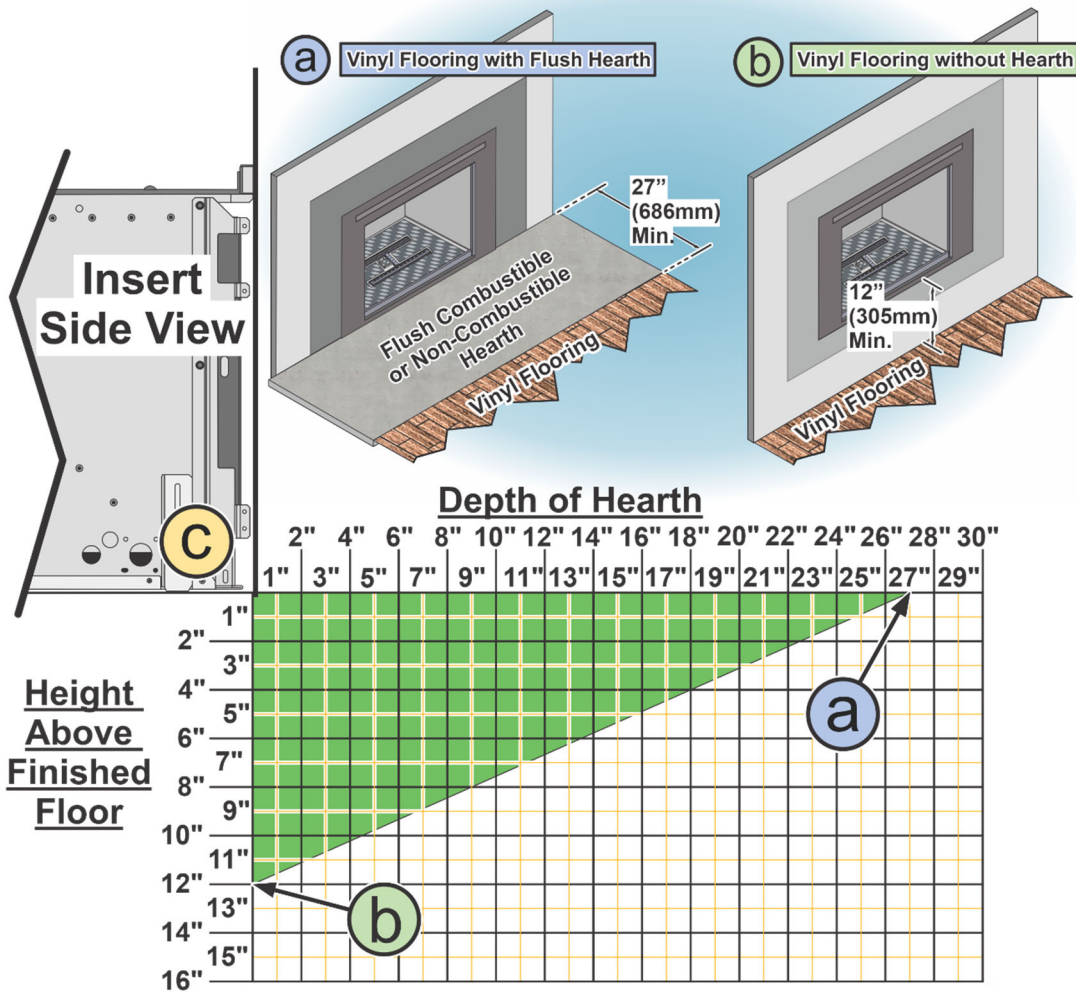 a
Vinyl Flooring with Flush Hearth
b
Vinyl Flooring without Hearth
Insert
Side View
27”
(686mm)
Min.
Flush Combustible
or Non-Combustible
Hearth
Vinyl Flooring
12”
(305mm)
Min.
Vinyl Flooring
C
Depth of Hearth
2" 4" 6" 8" 10" 12" 14" 16" 18" 20" 22" 24" 26" 28" 30"
1" 3" 5" 7" 9" 11" 13" 15" 17" 19" 21" 23" 25" 27" 29"
Height
Above
Finished
Floor
1"
2"
3"
4"
5"
6"
7"
8"
9"
10"
11"
12"
13"
14"
15"
16"
a
b